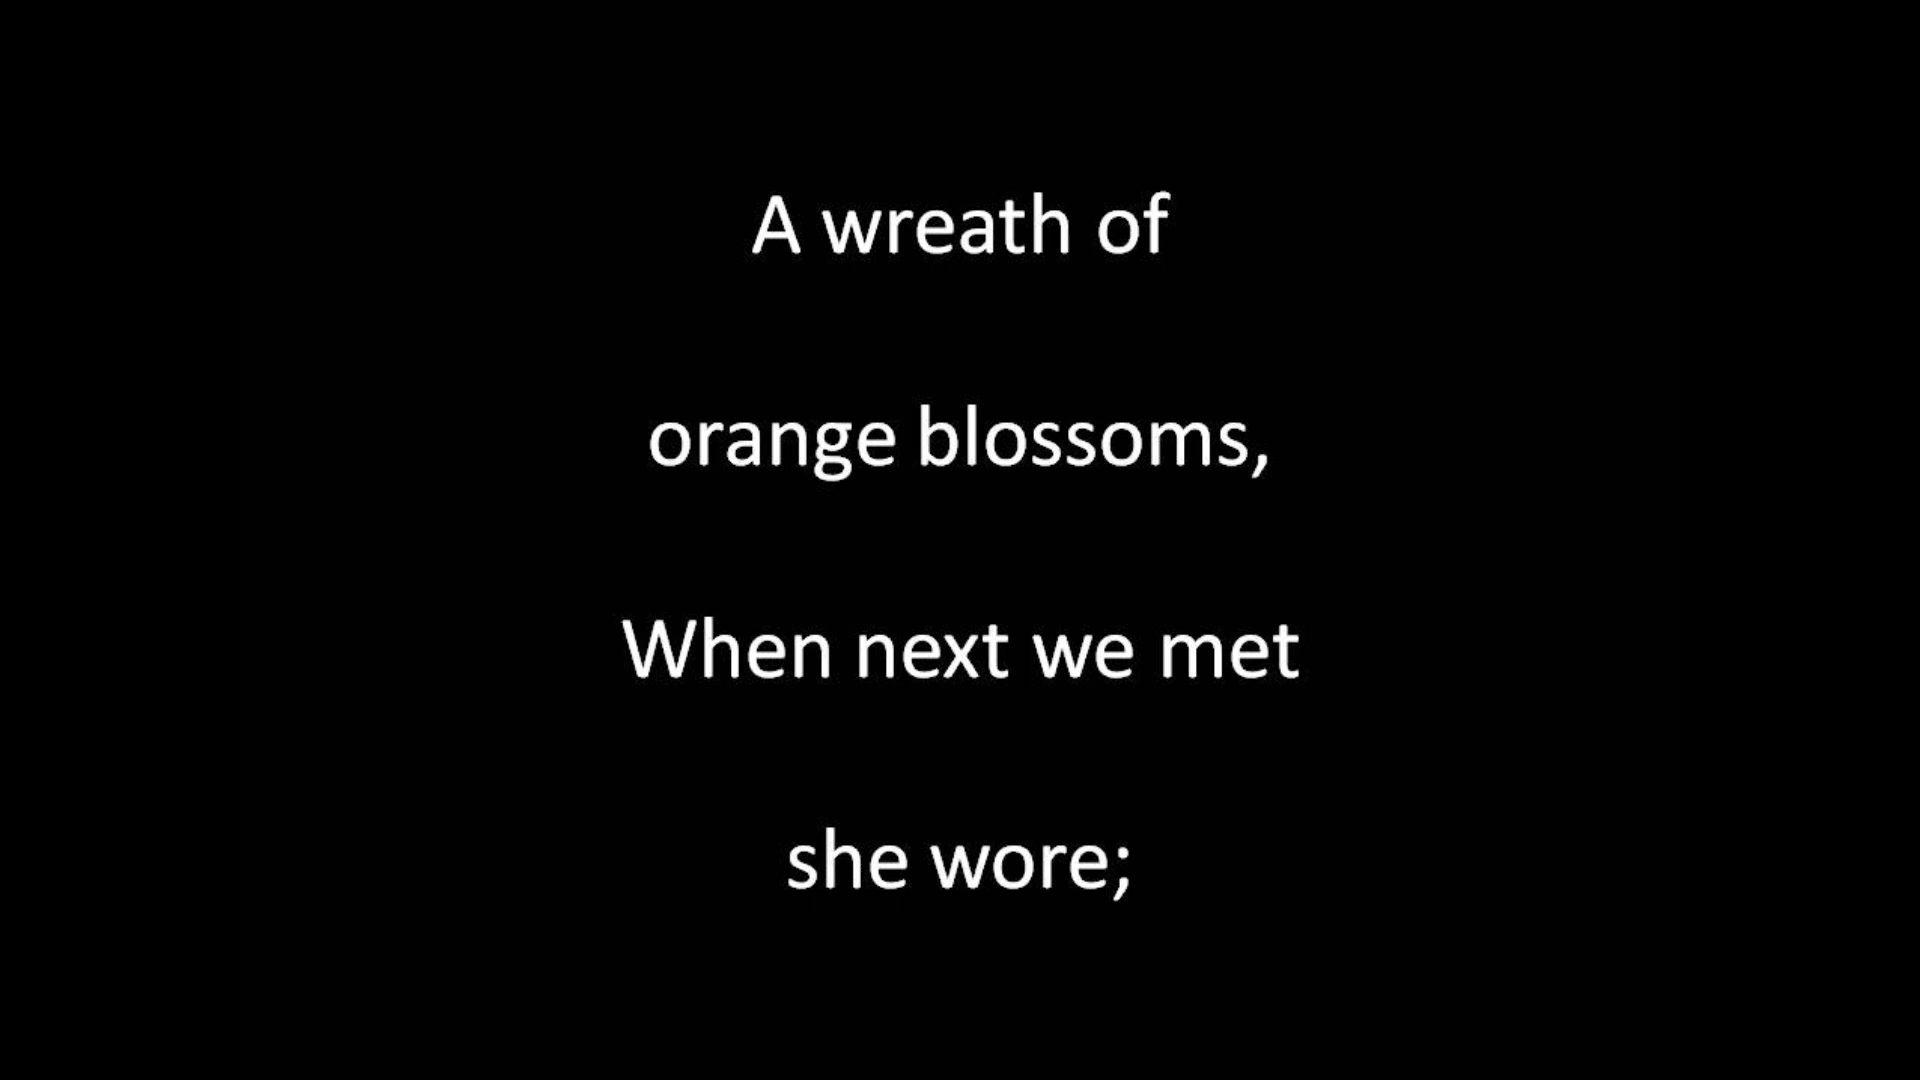 A wreath of
orange blossoms,
When next we met
she wore;